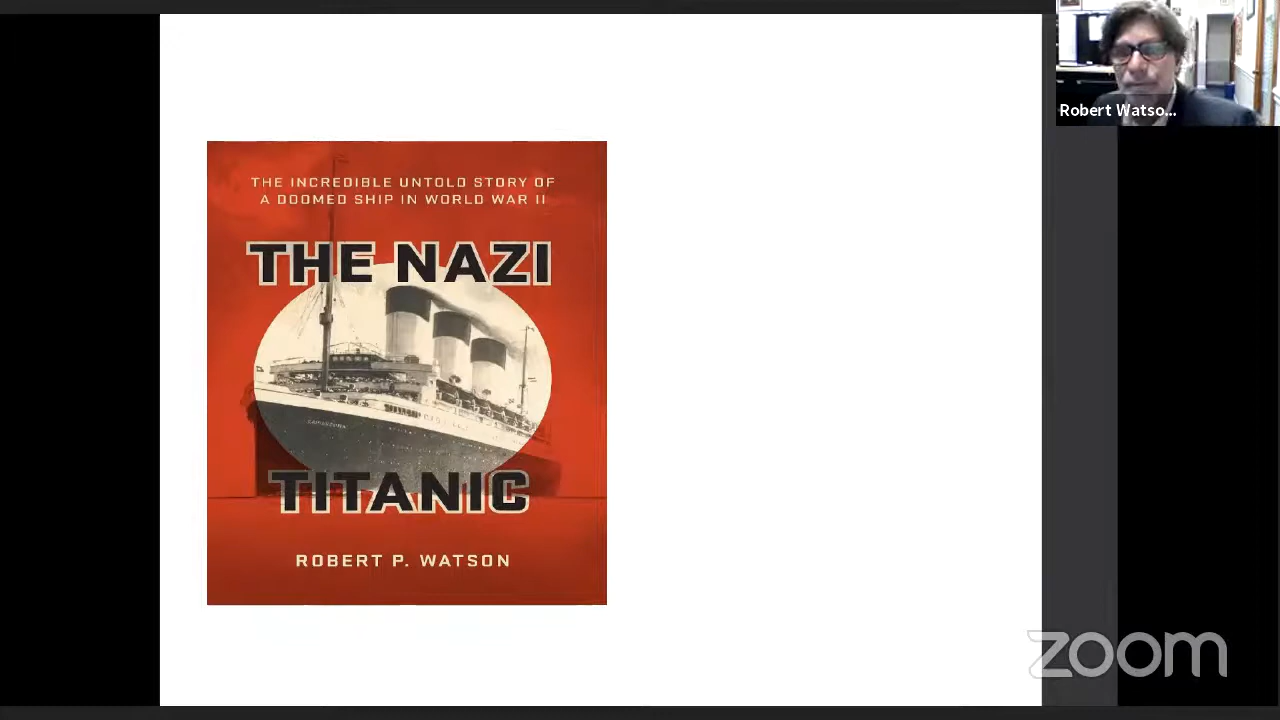 THE INCREDIBLE UNTOLD STORY OF
A DOOMED SHIP IN WORLD WAR II
THE NAZI
TITANIC
ROBERT P. WATSON
Robert Watso...
zoom